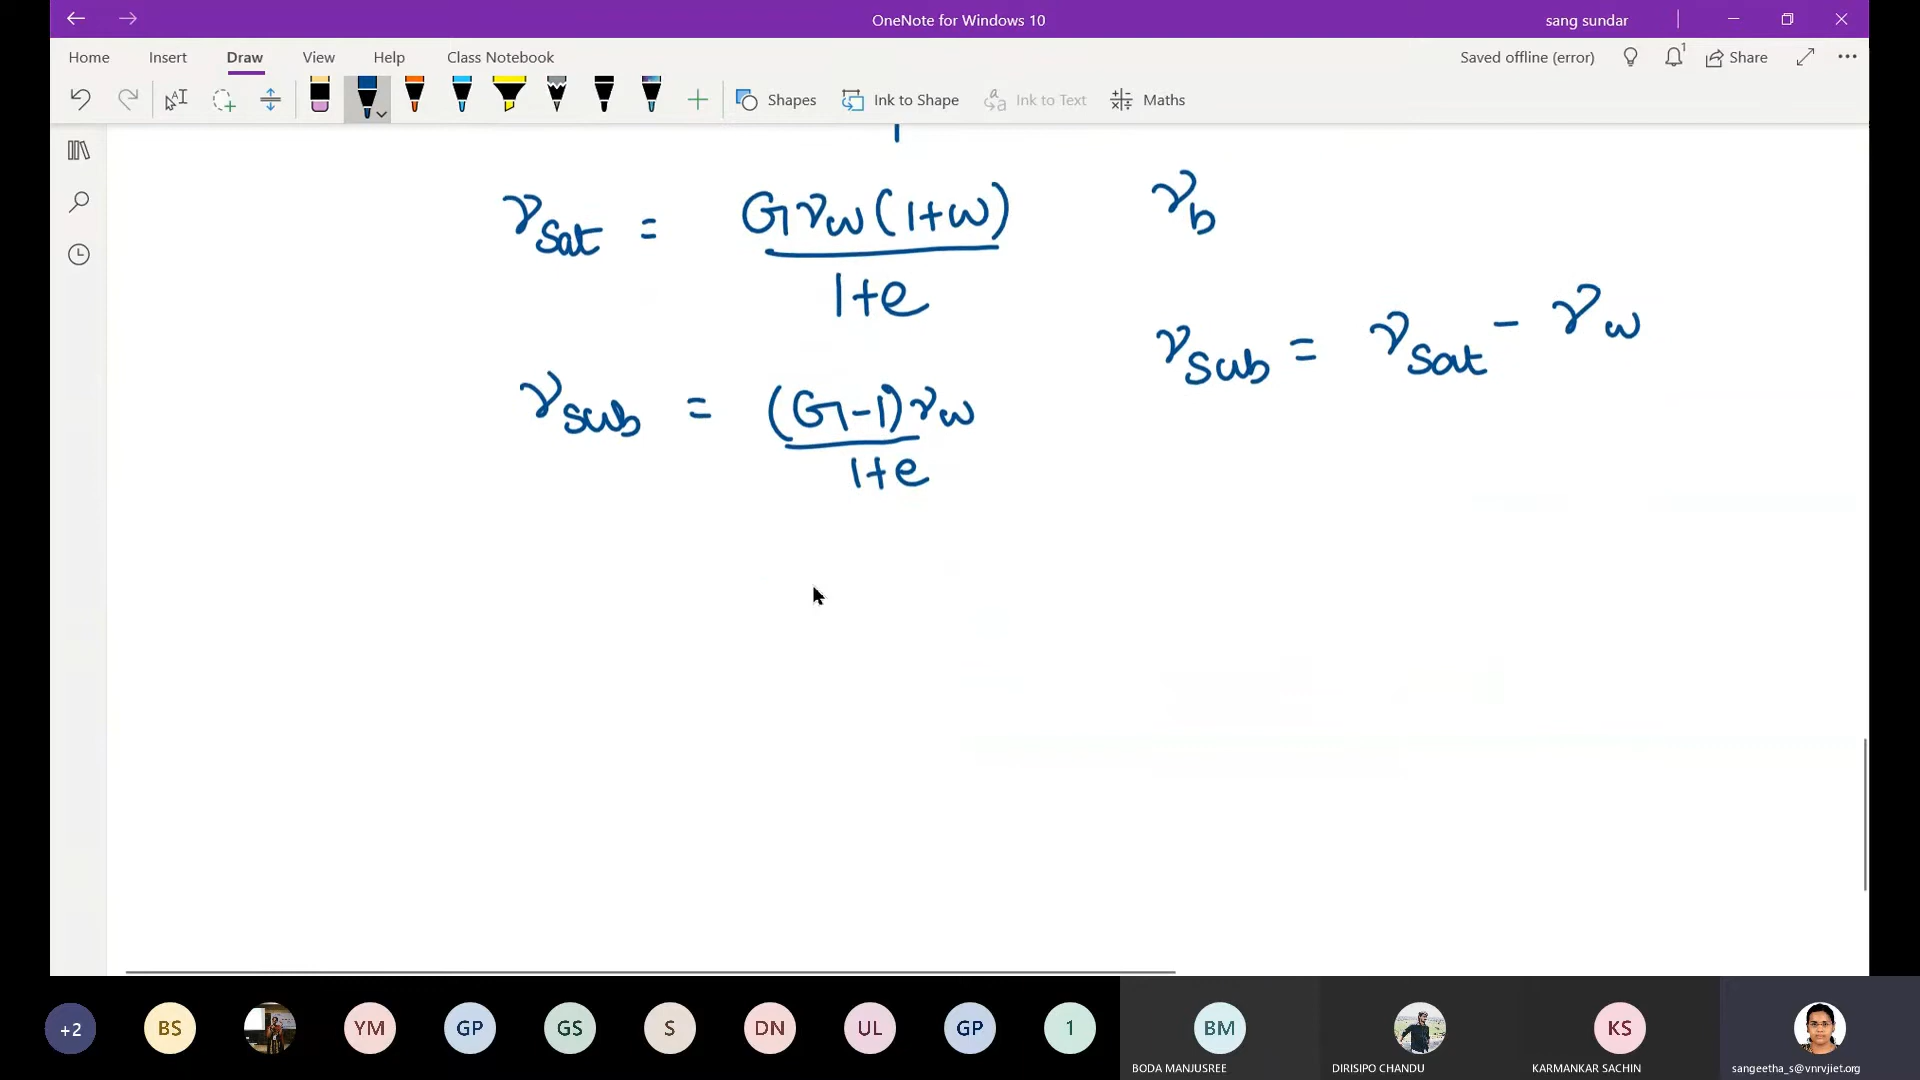 OneNote for Windows 10
sang sundar
Home Insert Draw View Help Class Notebook
Saved offline (error) 1 Share
Shapes Ink to Shape Ink to Text Maths
γsat = Gγw(1+w)
1+e
γb
γsub = γsat - γw
γsub = (G-1)γw
1+e
+2 BS YM GP GS S DN UL GP 1 BM KS
BODA MANJUSREE DIRISIPO CHANDU KARMANKAR SACHIN sangeetha_s@vnrvjiet.org